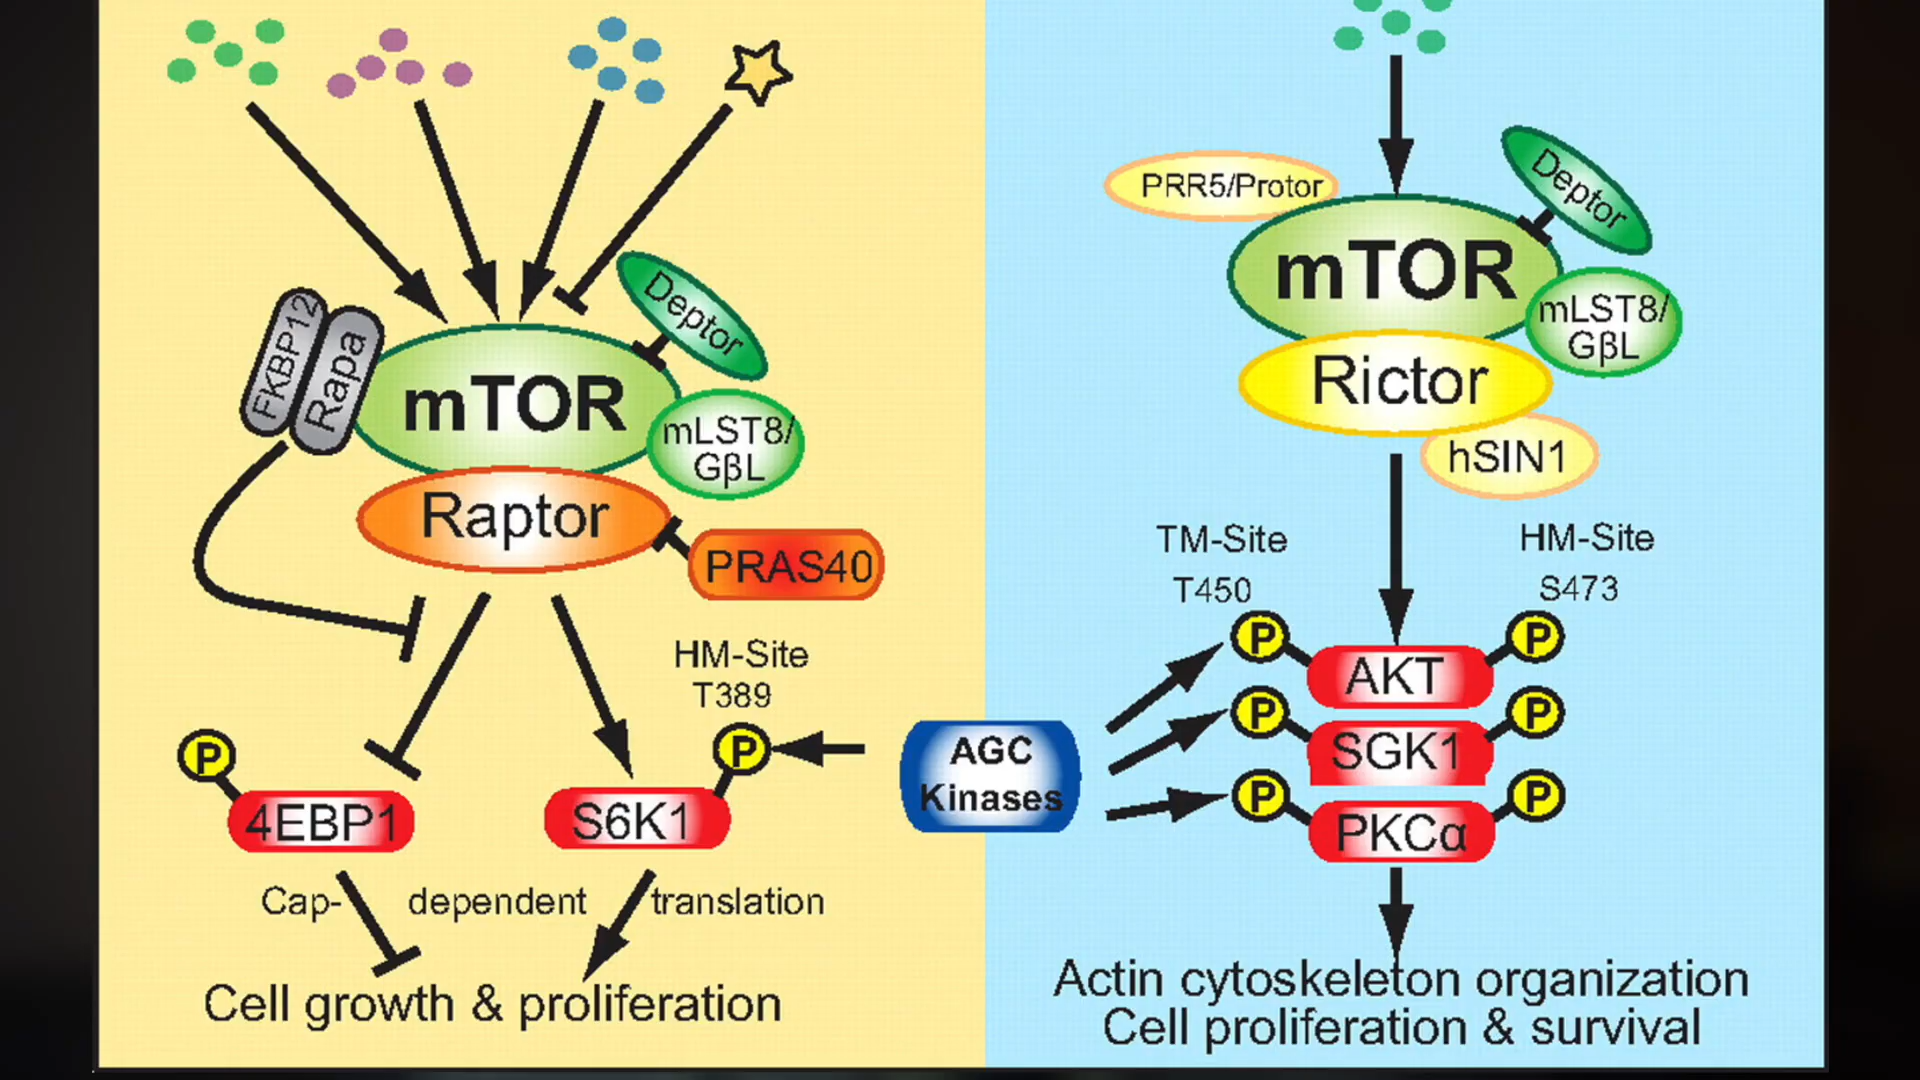 FKBP12
Rapa
Deptor
mTOR
mLST8/
GβL
Raptor
PRAS40
HM-Site
T389
P
P
4EBP1
S6K1
Cap- dependent translation
Cell growth & proliferation
AGC
Kinases
PRR5/Protor
Deptor
mTOR
mLST8/
GβL
Rictor
hSIN1
TM-Site
T450
HM-Site
S473
P AKT P
P SGK1 P
P PKCα P
Actin cytoskeleton organization
Cell proliferation & survival